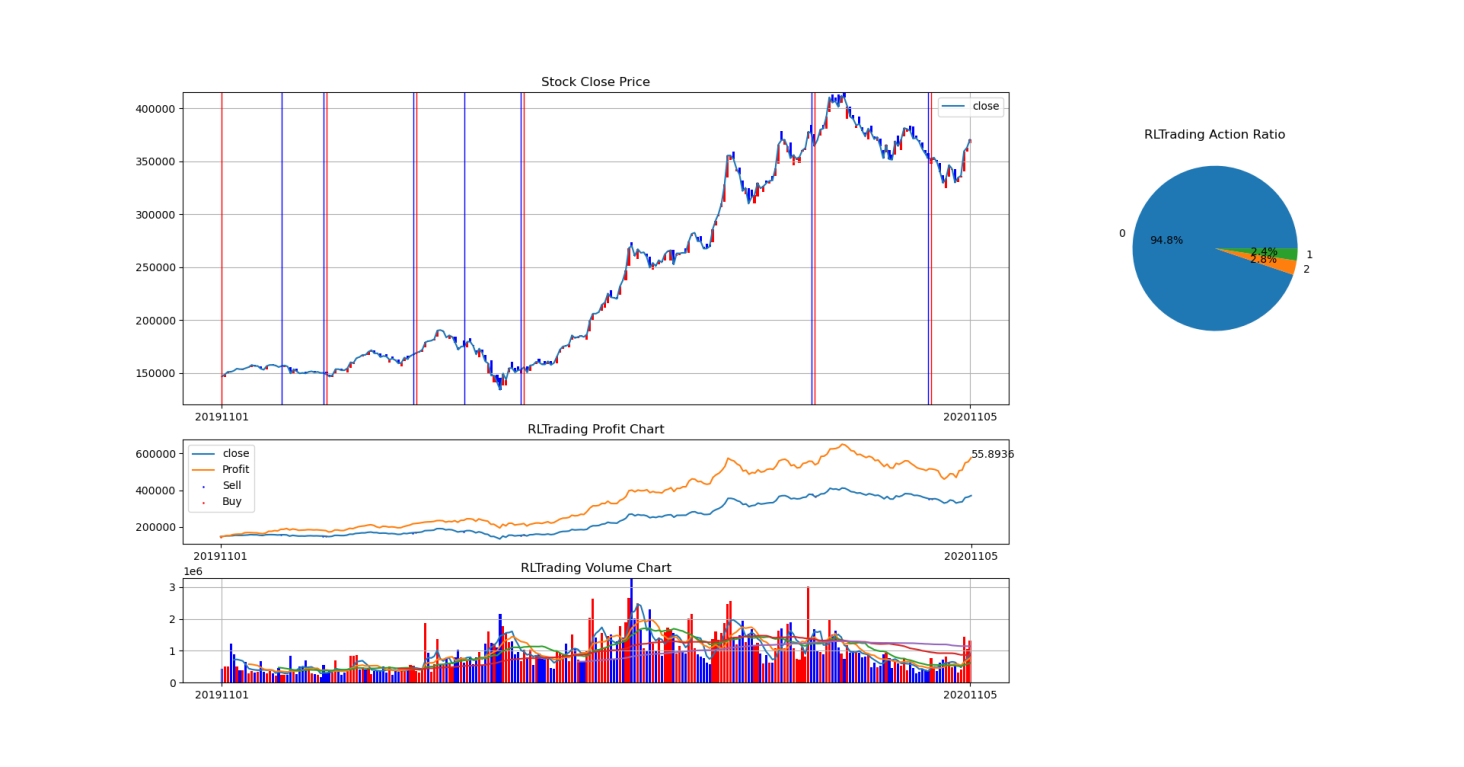 Stock Close Price
400000
350000
300000
250000
200000
150000
close
20191101
20201105
RLTrading Action Ratio
0
94.8%
2.4%
2.8%
1
2
RLTrading Profit Chart
600000
400000
200000
close
Profit
Sell
Buy
55.8936
20191101
20201105
RLTrading Volume Chart
1e6
3
2
1
0
20191101
20201105